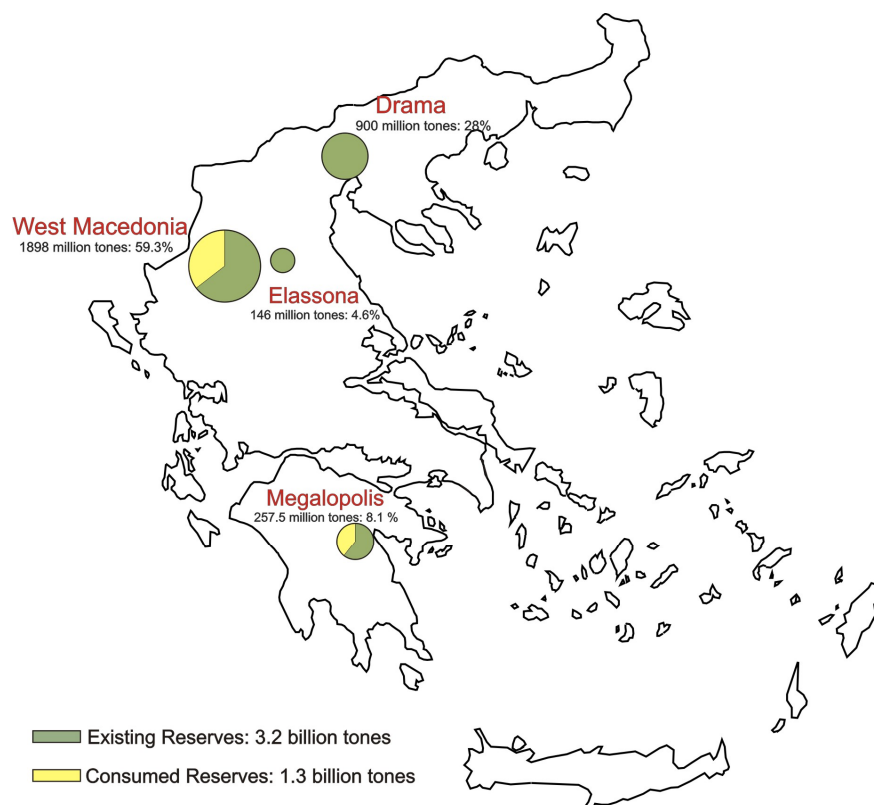 Drama
900 million tones: 28%
West Macedonia
1898 million tones: 59.3%
Elassona
146 million tones: 4.6%
Megalopolis
257.5 million tones: 8.1 %
Existing Reserves: 3.2 billion tones
Consumed Reserves: 1.3 billion tones